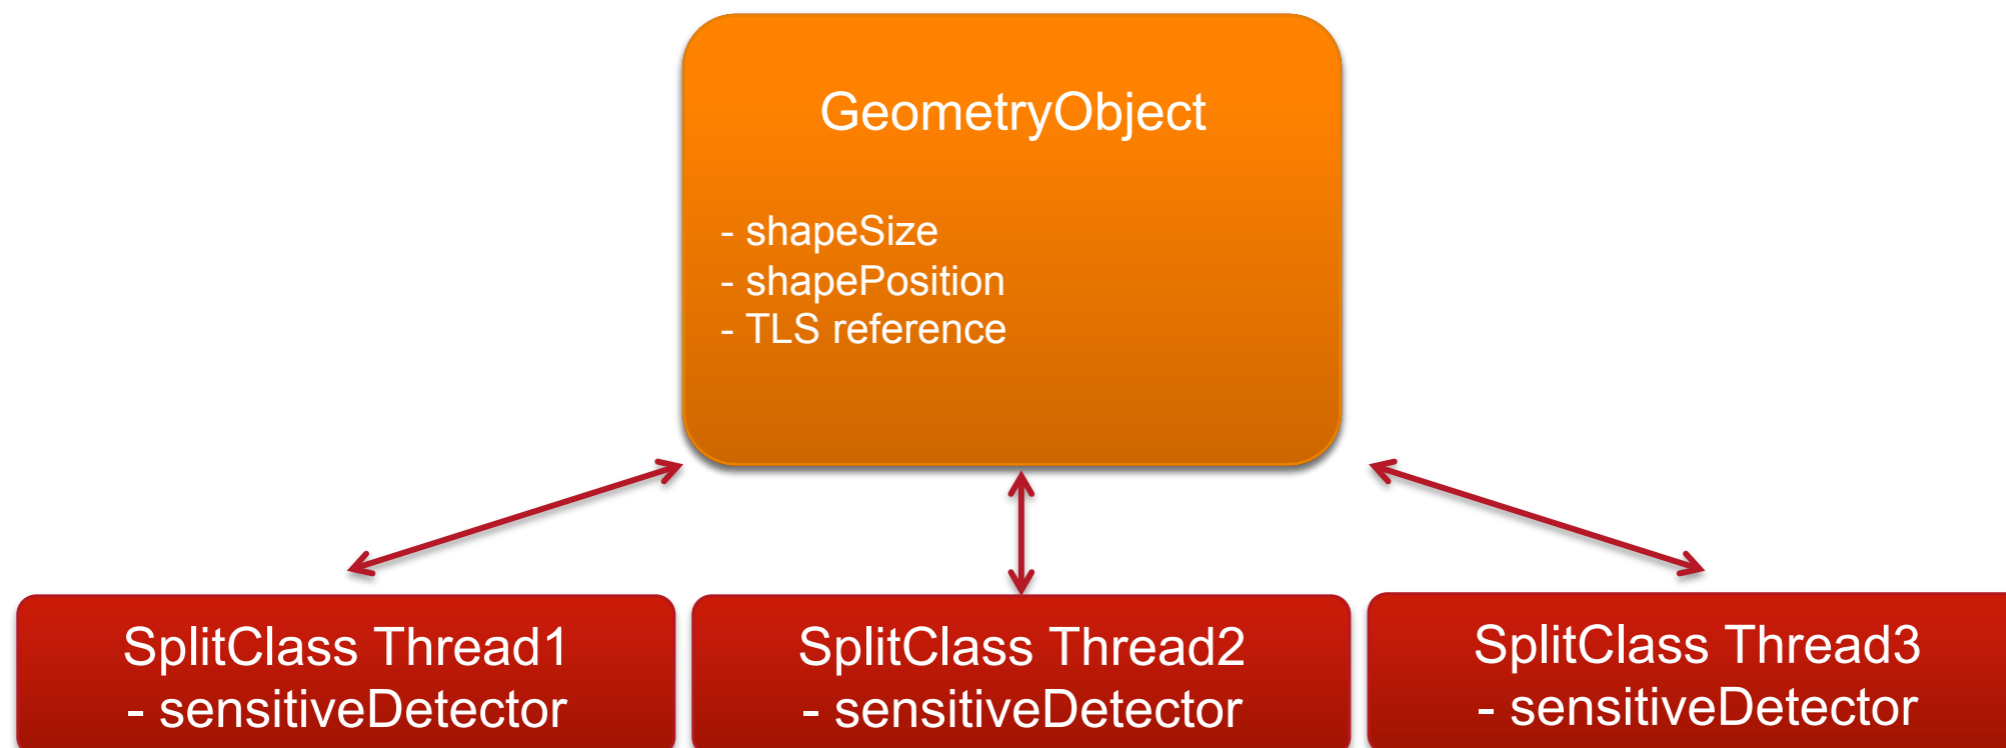 GeometryObject
- shapeSize
- shapePosition
- TLS reference
SplitClass Thread1
- sensitiveDetector
SplitClass Thread2
- sensitiveDetector
SplitClass Thread3
- sensitiveDetector